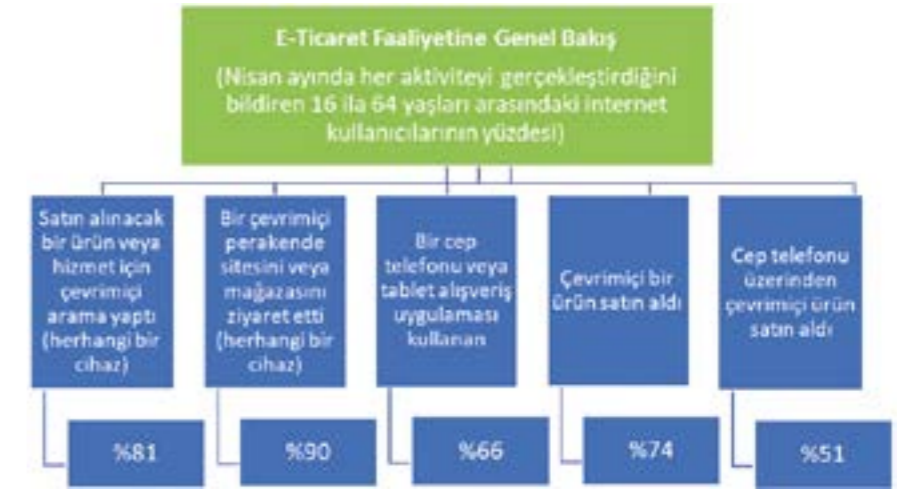 E-Ticaret Faaliyetine Genel Bakış
(Nisan ayında her aktiviteyi gerçekleştirdiğini
bildiren 16 ila 64 yaşları arasındaki internet
kullanıcılarının yüzdesi)
Satın alınacak
bir ürün veya
hizmet için
çevrimiçi
arama yaptı
(herhangi bir
cihaz)
%81
Bir çevrimiçi
perakende
sitesini veya
mağazasını
ziyaret etti
(herhangi bir
cihaz)
%90
Bir cep
telefonu veya
tablet alışveriş
uygulaması
kullanan
%66
Çevrimiçi bir
ürün satın aldı
%74
Cep telefonu
üzerinden
çevrimiçi ürün
satın aldı
%51